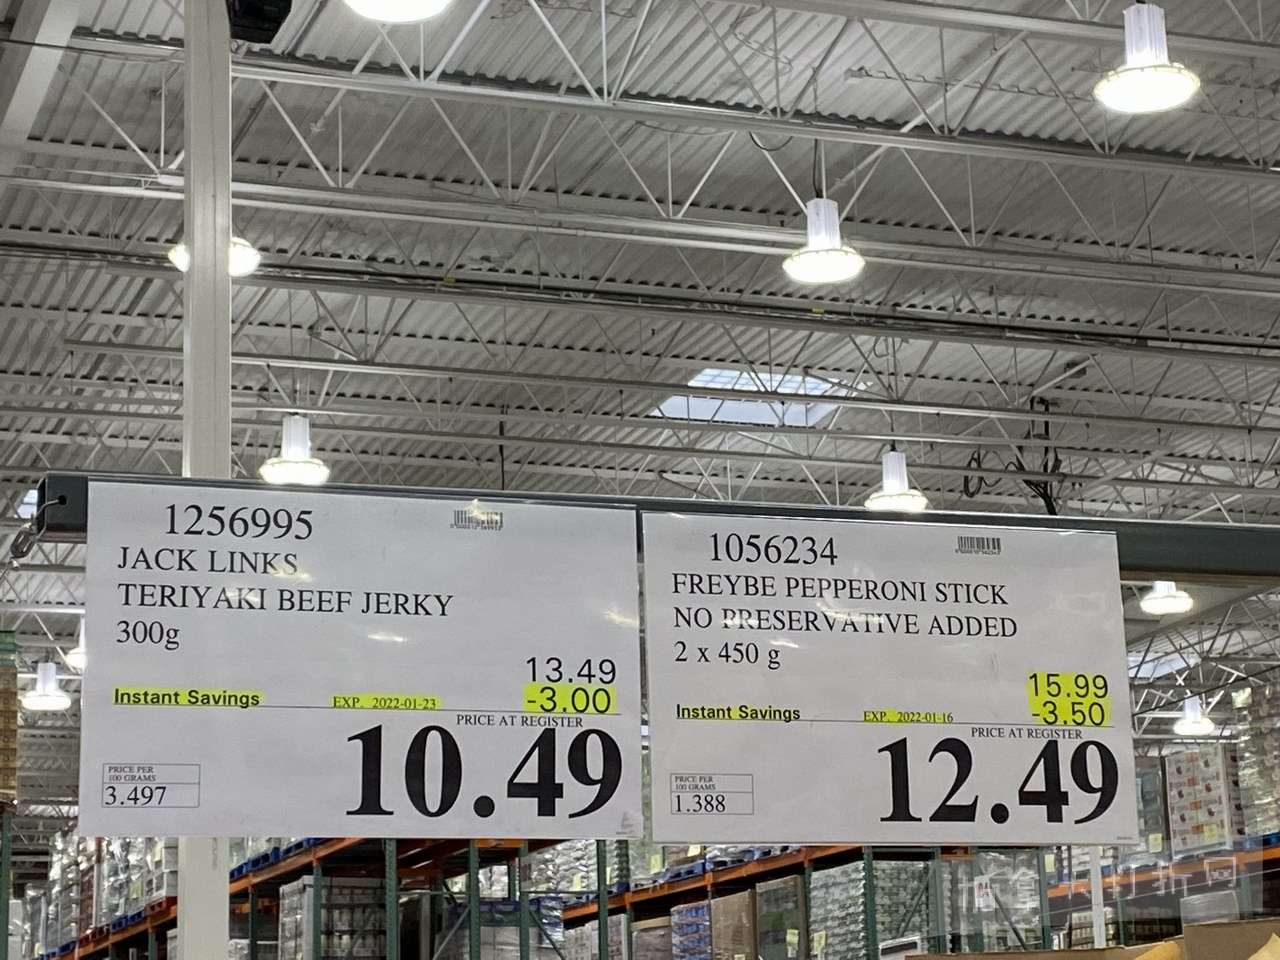 1256995
JACK LINKS
TERIYAKI BEEF JERKY
300g
13.49
Instant Savings EXP. 2022-01-23 -3.00
PRICE AT REGISTER
10.49
PRICE PER
100 GRAMS
3.497
1056234
FREYBE PEPPERONI STICK
NO PRESERVATIVE ADDED
2 x 450 g
15.99
Instant Savings EXP. 2022-01-16 -3.50
PRICE AT REGISTER
12.49
PRICE PER
100 GRAMS
1.388